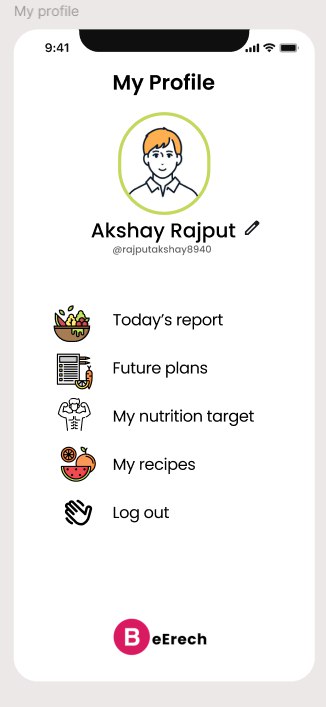 My profile
9:41
My Profile
Akshay Rajput
@rajputakshay8940
Today's report
Future plans
My nutrition target
My recipes
Log out
B eErech